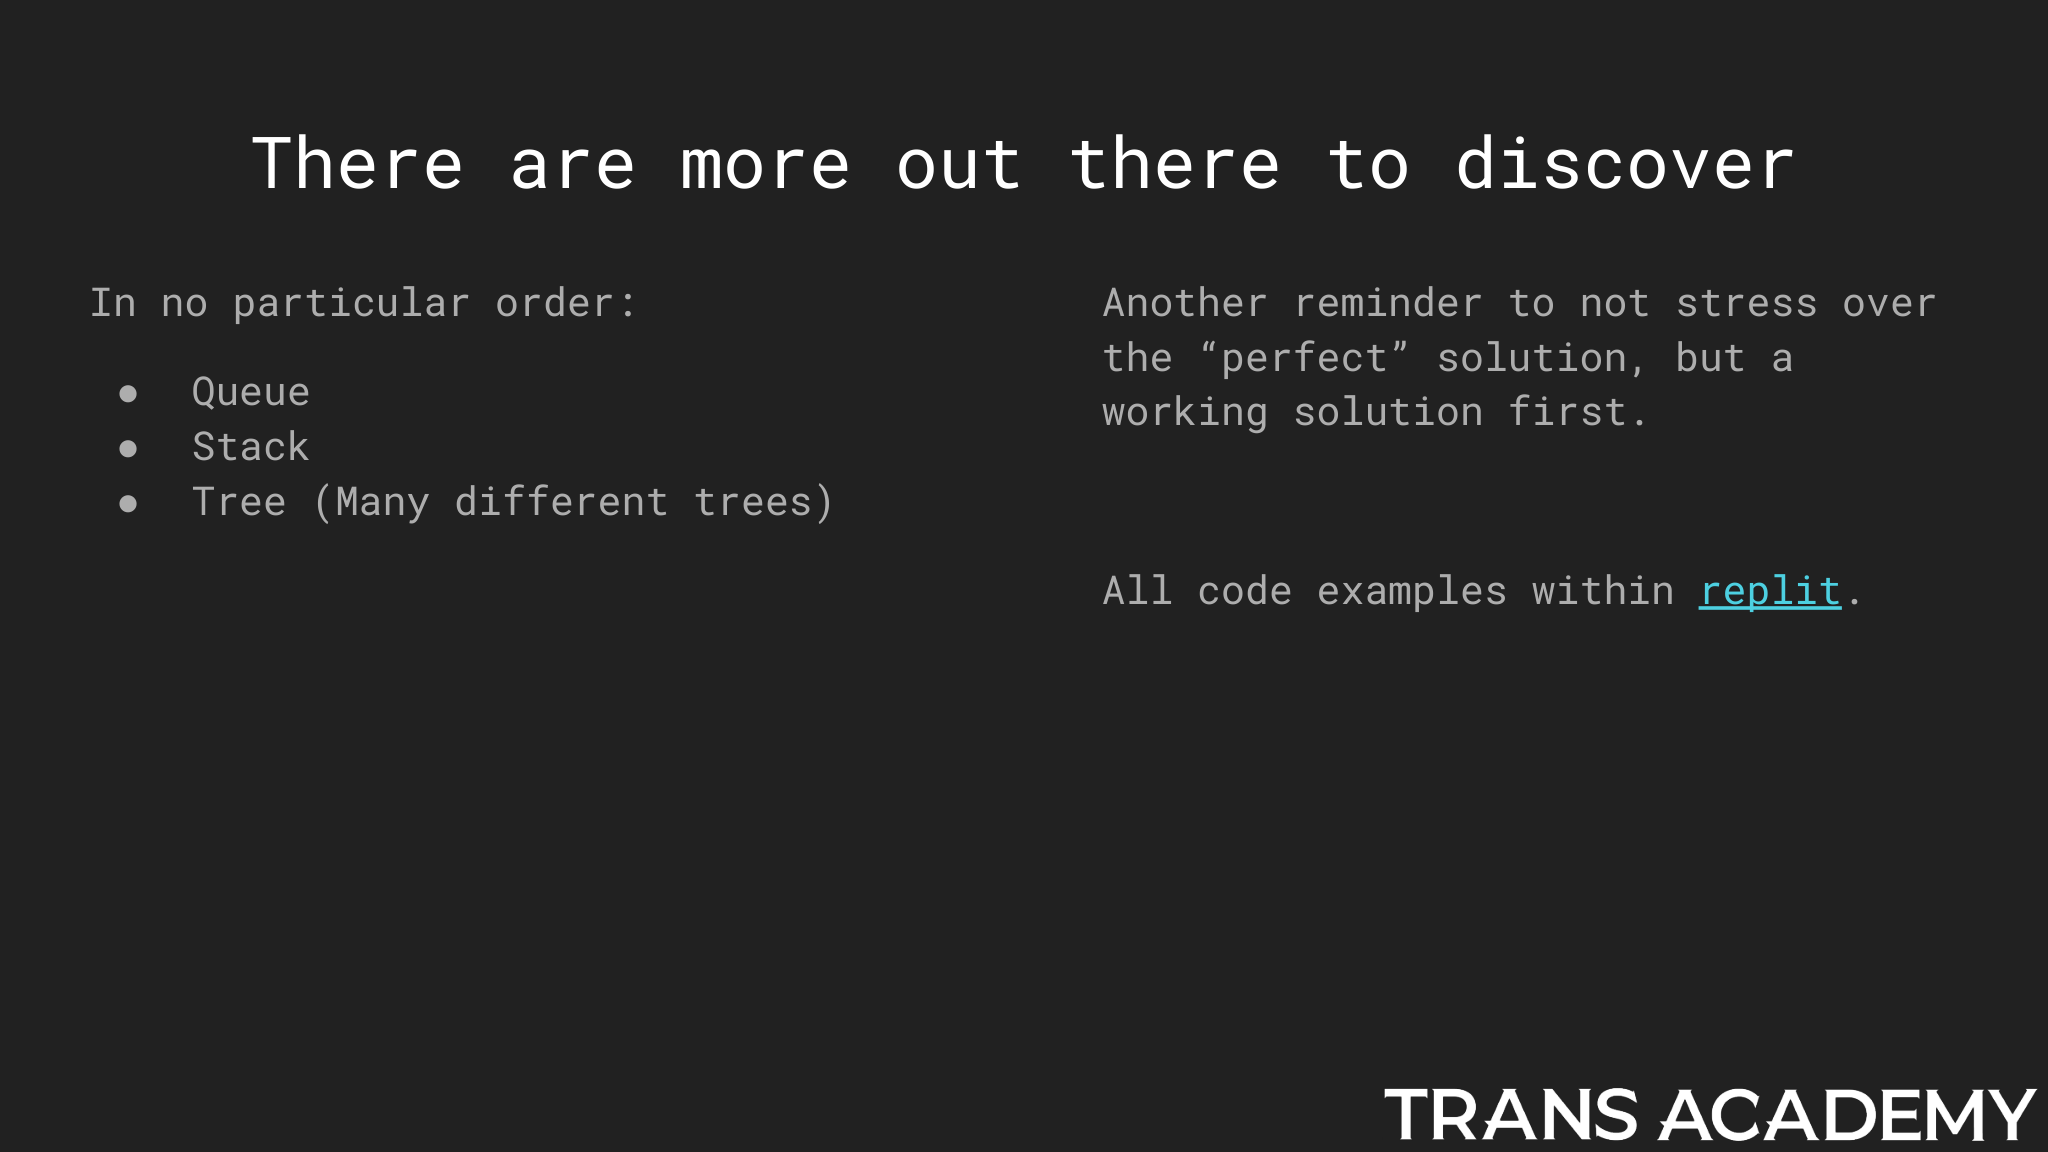 There are more out there to discover
In no particular order:
● Queue
● Stack
● Tree (Many different trees)
Another reminder to not stress over
the “perfect” solution, but a
working solution first.
All code examples within replit.
TRANS ACADEMY